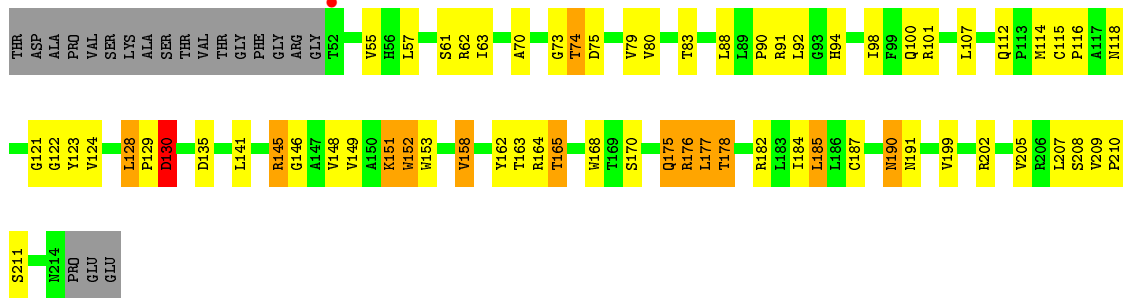 THR ASP ALA PRO VAL SER LYS ALA SER THR VAL THR GLY PHE GLY ARG GLY T52 V55 H56 L57 S61 R62 I63 A70 G73 T74 D75 V79 V80 T83 L88 L89 P90 R91 L92 G93 H94 I98 F99 Q100 R101 L107 Q112 P113 M114 C115 P116 A117 N118
G121 G122 Y123 V124 L128 P129 D130 D135 L141 R145 G146 A147 V148 V149 A150 K151 W152 W153 V158 Y162 T163 R164 T165 W168 T169 S170 Q175 R176 L177 T178 R182 L183 I184 L185 L186 C187 N190 N191 V199 R202 V205 R206 L207 S208 V209 P210
S211 N214 PRO GLU GLU